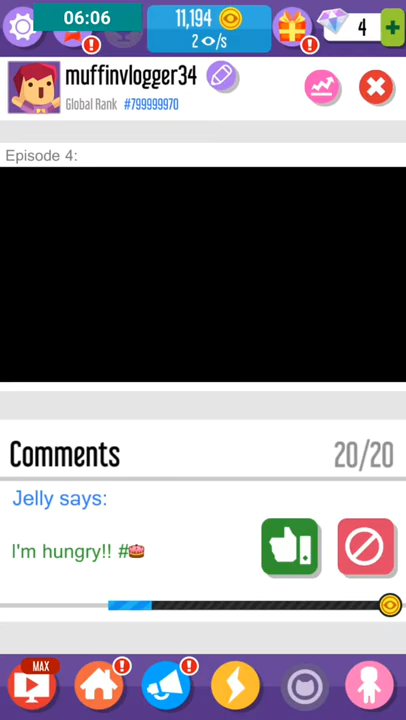 06:06
11,194
2 /s
4
muffinvlogger34
Global Rank #799999970
Episode 4:
Comments 20/20
Jelly says:
I'm hungry!! #🍰
MAX